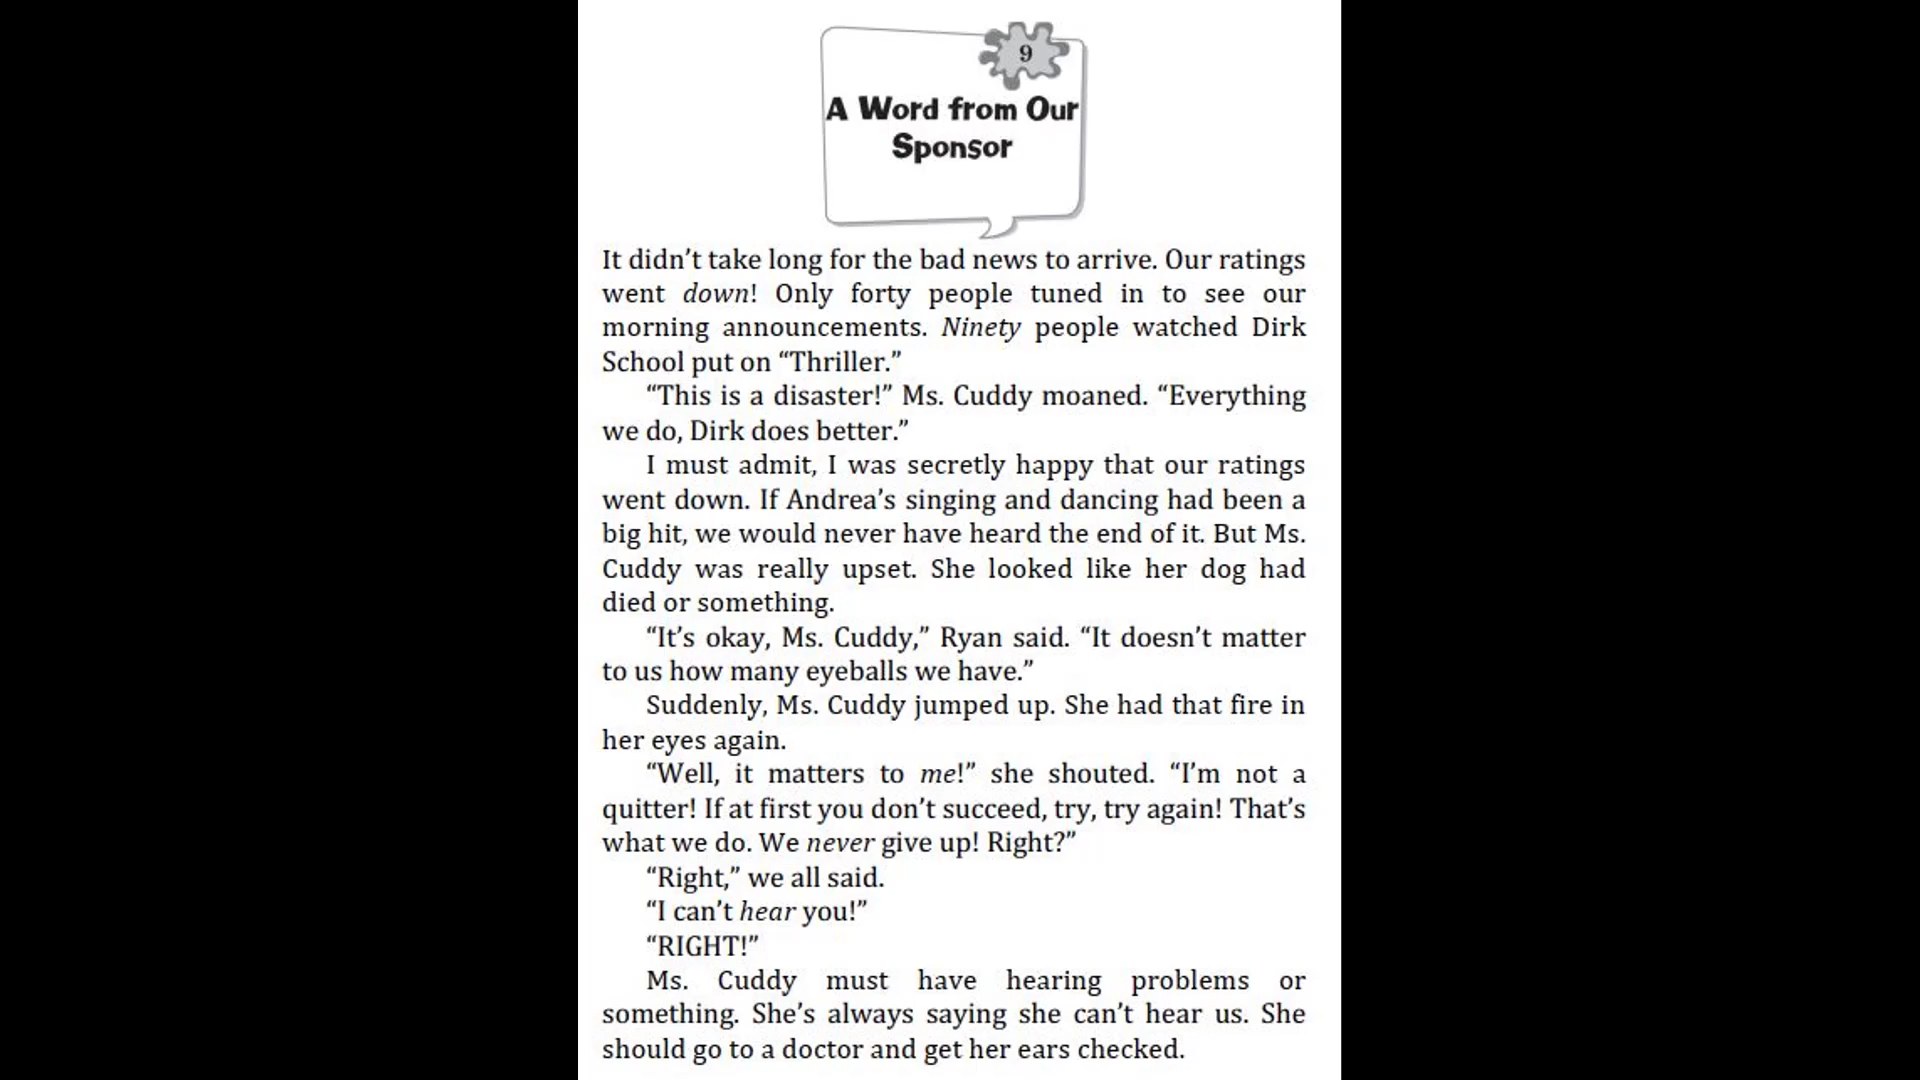 9
A Word from Our
Sponsor
It didn’t take long for the bad news to arrive. Our ratings
went down! Only forty people tuned in to see our
morning announcements. Ninety people watched Dirk
School put on “Thriller.”
“This is a disaster!” Ms. Cuddy moaned. “Everything
we do, Dirk does better.”
I must admit, I was secretly happy that our ratings
went down. If Andrea’s singing and dancing had been a
big hit, we would never have heard the end of it. But Ms.
Cuddy was really upset. She looked like her dog had
died or something.
“It’s okay, Ms. Cuddy,” Ryan said. “It doesn’t matter
to us how many eyeballs we have.”
Suddenly, Ms. Cuddy jumped up. She had that fire in
her eyes again.
“Well, it matters to me!” she shouted. “I’m not a
quitter! If at first you don’t succeed, try, try again! That’s
what we do. We never give up! Right?”
“Right,” we all said.
“I can’t hear you!”
“RIGHT!”
Ms. Cuddy must have hearing problems or
something. She’s always saying she can’t hear us. She
should go to a doctor and get her ears checked.